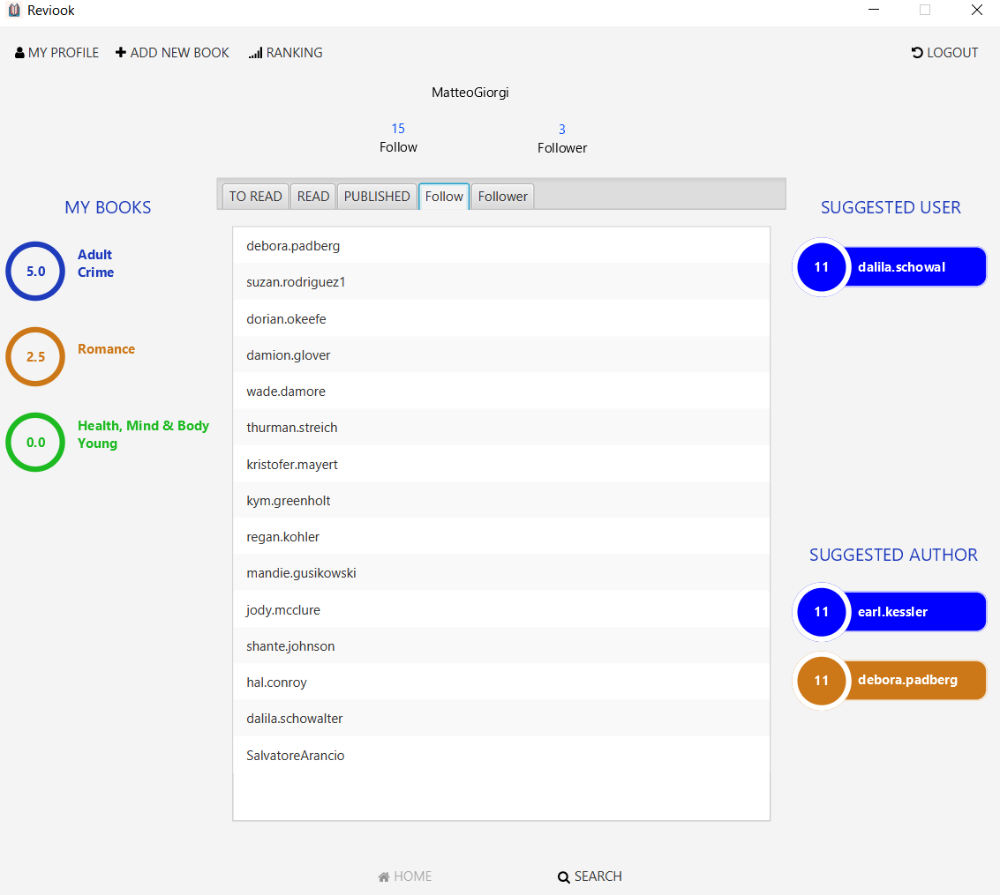 Reviook
MY PROFILE ADD NEW BOOK RANKING LOGOUT
MatteoGiorgi
15 3
Follow Follower
TO READ READ PUBLISHED Follow Follower
MY BOOKS
5.0 Adult
Crime
2.5 Romance
0.0 Health, Mind & Body
Young
debora.padberg
suzan.rodriguez1
dorian.okeefe
damion.glover
wade.damore
thurman.streich
kristofer.mayert
kym.greenholt
regan.kohler
mandie.gusikowski
jody.mcclure
shante.johnson
hal.conroy
dalila.schowalter
SalvatoreArancio
SUGGESTED USER
11 dalila.schowal
SUGGESTED AUTHOR
11 earl.kessler
11 debora.padberg
HOME SEARCH